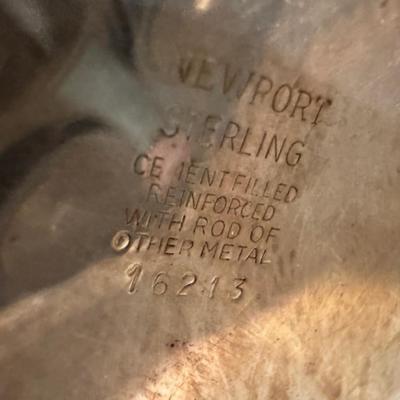 NEWPORT
STERLING
CEMENT FILLED
REINFORCED
WITH ROD OF
OTHER METAL
16213